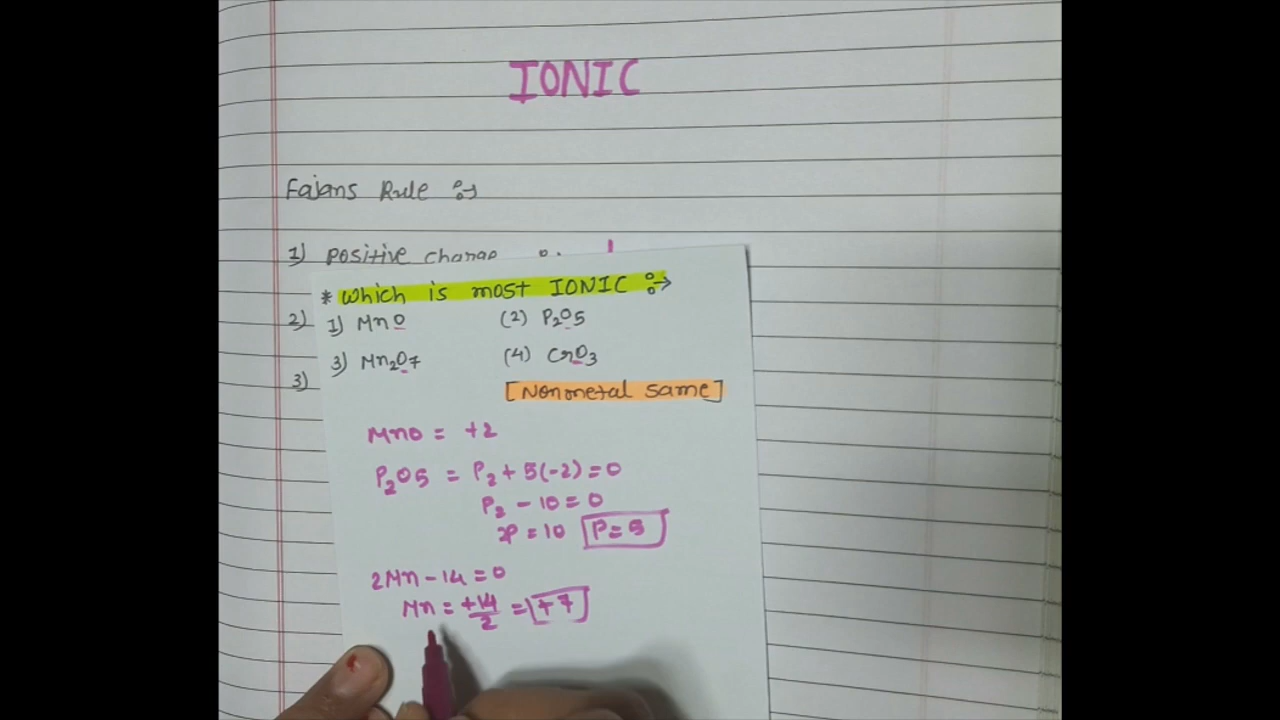 IONIC
Fajans Rule :→
1) positive charge
* Which is most IONIC :→
2)
1) MnO (2) P2O5
3) Mn2O7 (4) CrO3
3)
[Nonmetal same]
MnO = +2
P2O5 = P2 + 5(-2) = 0
P2 - 10 = 0
2P = 10 P = 5
2Mn - 14 = 0
Mn = +14/2 = +7